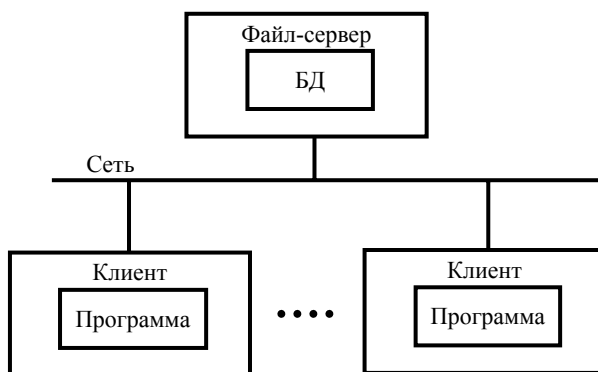 Файл-сервер
БД
Сеть
Клиент
Программа
Клиент
Программа